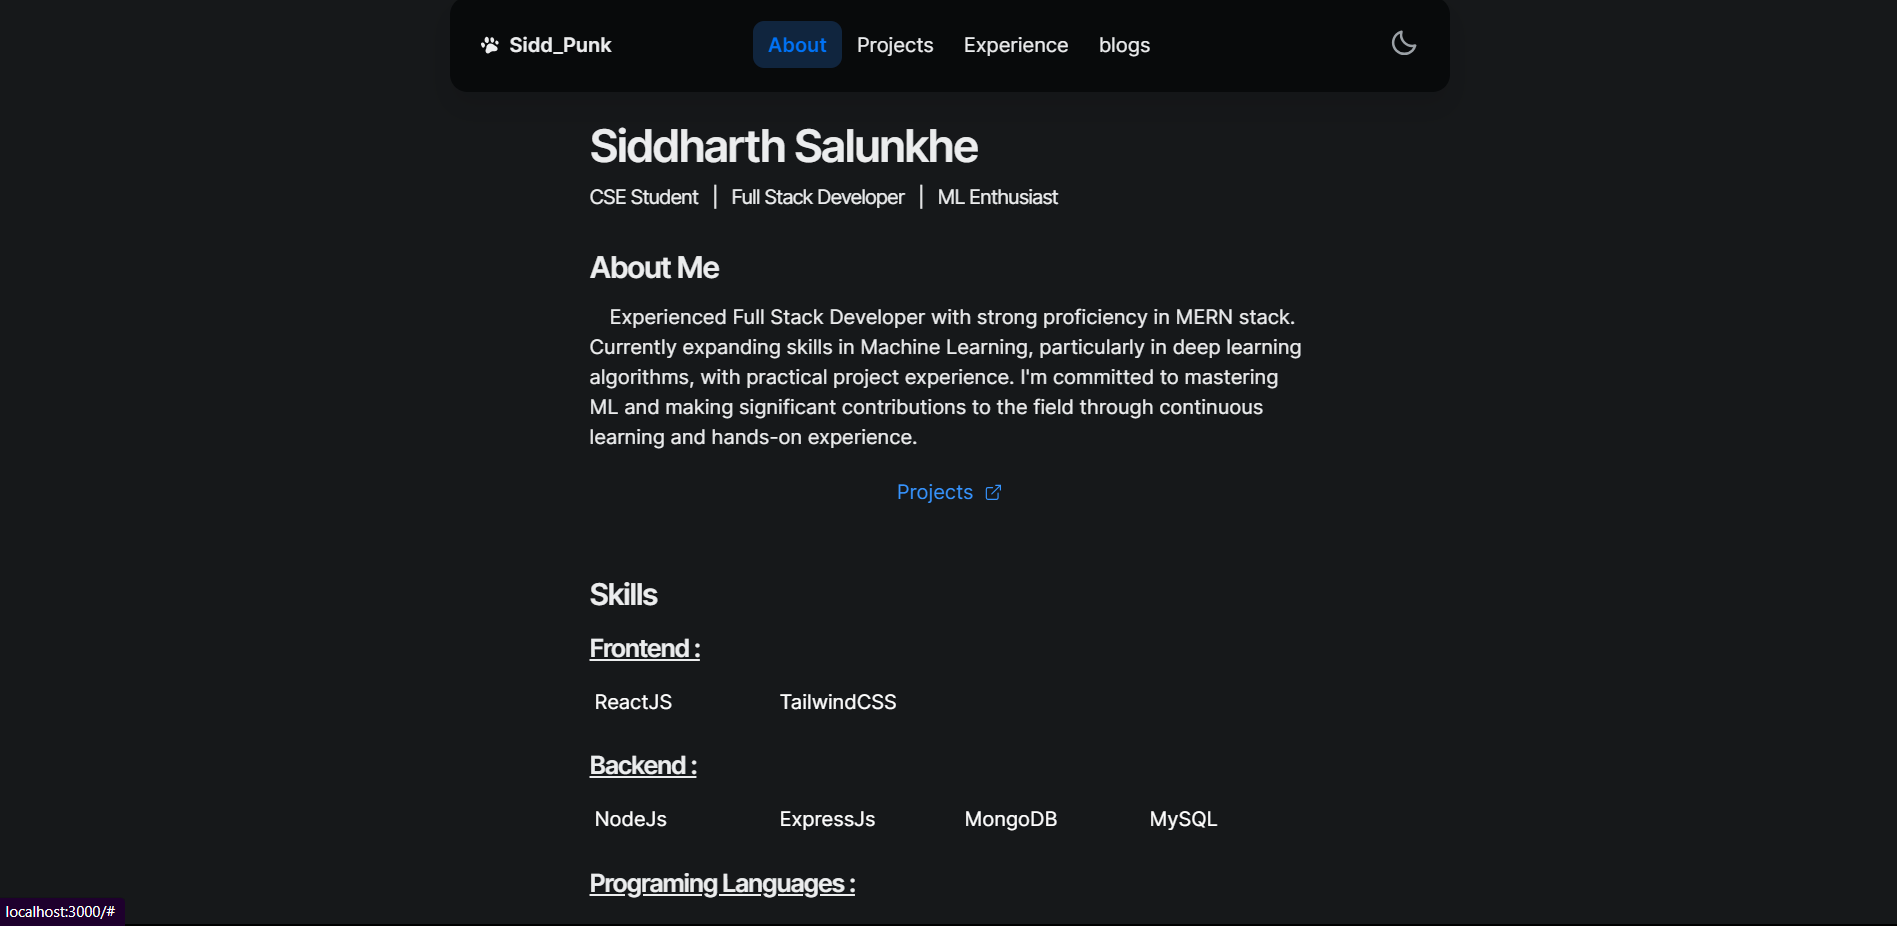 Sidd_Punk About Projects Experience blogs
Siddharth Salunkhe
CSE Student | Full Stack Developer | ML Enthusiast
About Me
Experienced Full Stack Developer with strong proficiency in MERN stack.
Currently expanding skills in Machine Learning, particularly in deep learning
algorithms, with practical project experience. I'm committed to mastering
ML and making significant contributions to the field through continuous
learning and hands-on experience.
Projects
Skills
Frontend :
ReactJS TailwindCSS
Backend :
NodeJs ExpressJs MongoDB MySQL
Programing Languages :
localhost:3000/#